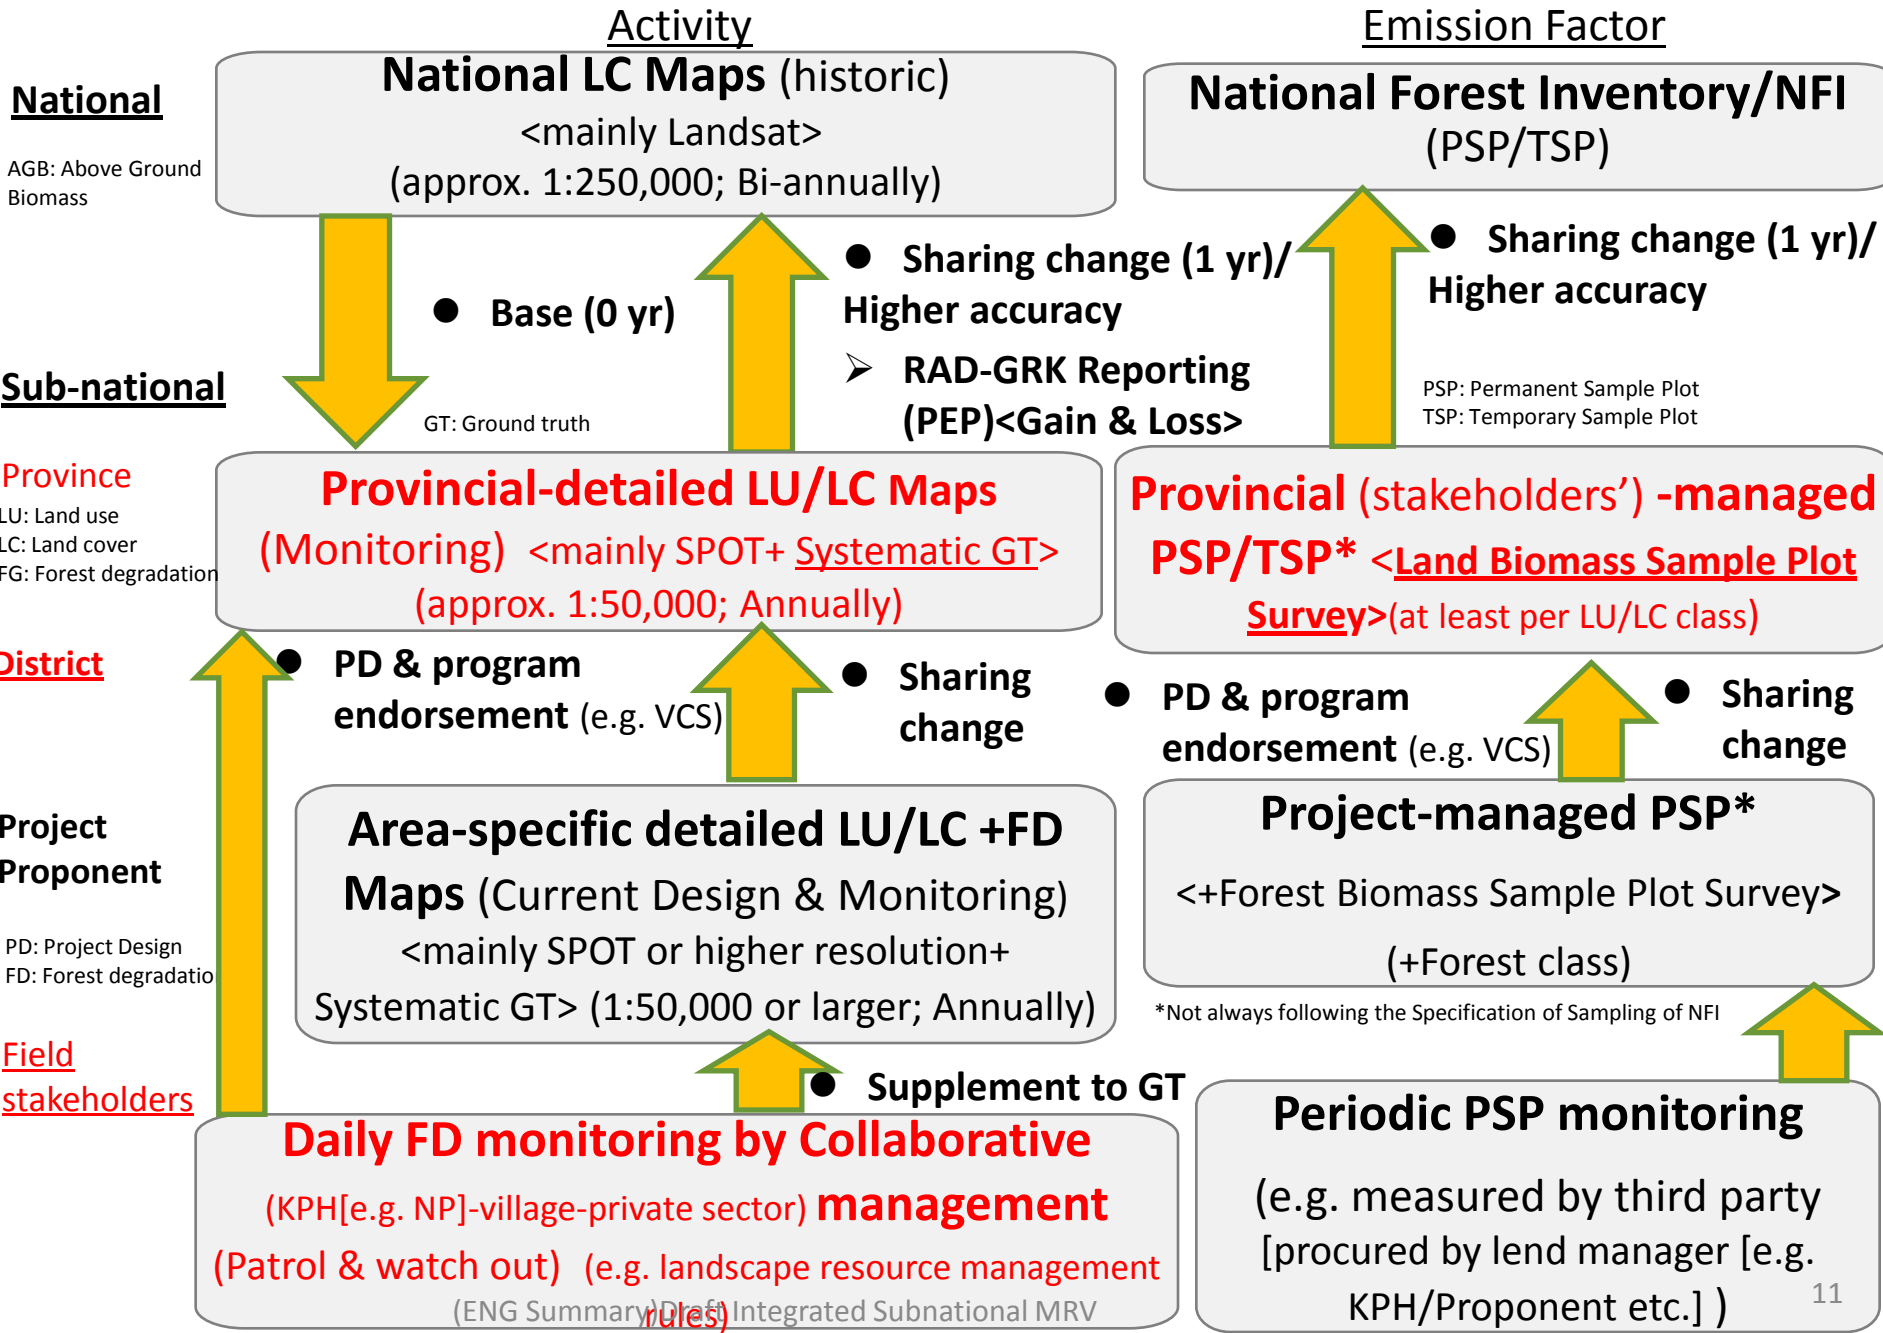 Activity
Emission Factor
National
AGB: Above Ground
Biomass
National LC Maps (historic)
<mainly Landsat>
(approx. 1:250,000; Bi-annually)
National Forest Inventory/NFI
(PSP/TSP)
● Base (0 yr)
● Sharing change (1 yr)/
Higher accuracy
➢ RAD-GRK Reporting
(PEP)<Gain & Loss>
● Sharing change (1 yr)/
Higher accuracy
Sub-national
GT: Ground truth
PSP: Permanent Sample Plot
TSP: Temporary Sample Plot
Province
LU: Land use
LC: Land cover
FG: Forest degradation
Provincial-detailed LU/LC Maps
(Monitoring) <mainly SPOT+ Systematic GT>
(approx. 1:50,000; Annually)
Provincial (stakeholders’) -managed
PSP/TSP* <Land Biomass Sample Plot
Survey>(at least per LU/LC class)
District
● PD & program
endorsement (e.g. VCS)
● Sharing
change
● PD & program
endorsement (e.g. VCS)
● Sharing
change
Project
Proponent
PD: Project Design
FD: Forest degradatio
Area-specific detailed LU/LC +FD
Maps (Current Design & Monitoring)
<mainly SPOT or higher resolution+
Systematic GT> (1:50,000 or larger; Annually)
Project-managed PSP*
<+Forest Biomass Sample Plot Survey>
(+Forest class)
*Not always following the Specification of Sampling of NFI
Field
stakeholders
● Supplement to GT
Daily FD monitoring by Collaborative
(KPH[e.g. NP]-village-private sector) management
(Patrol & watch out) (e.g. landscape resource management
rules)
Periodic PSP monitoring
(e.g. measured by third party
[procured by lend manager [e.g.
KPH/Proponent etc.] )
(ENG Summary)Draft Integrated Subnational MRV
11